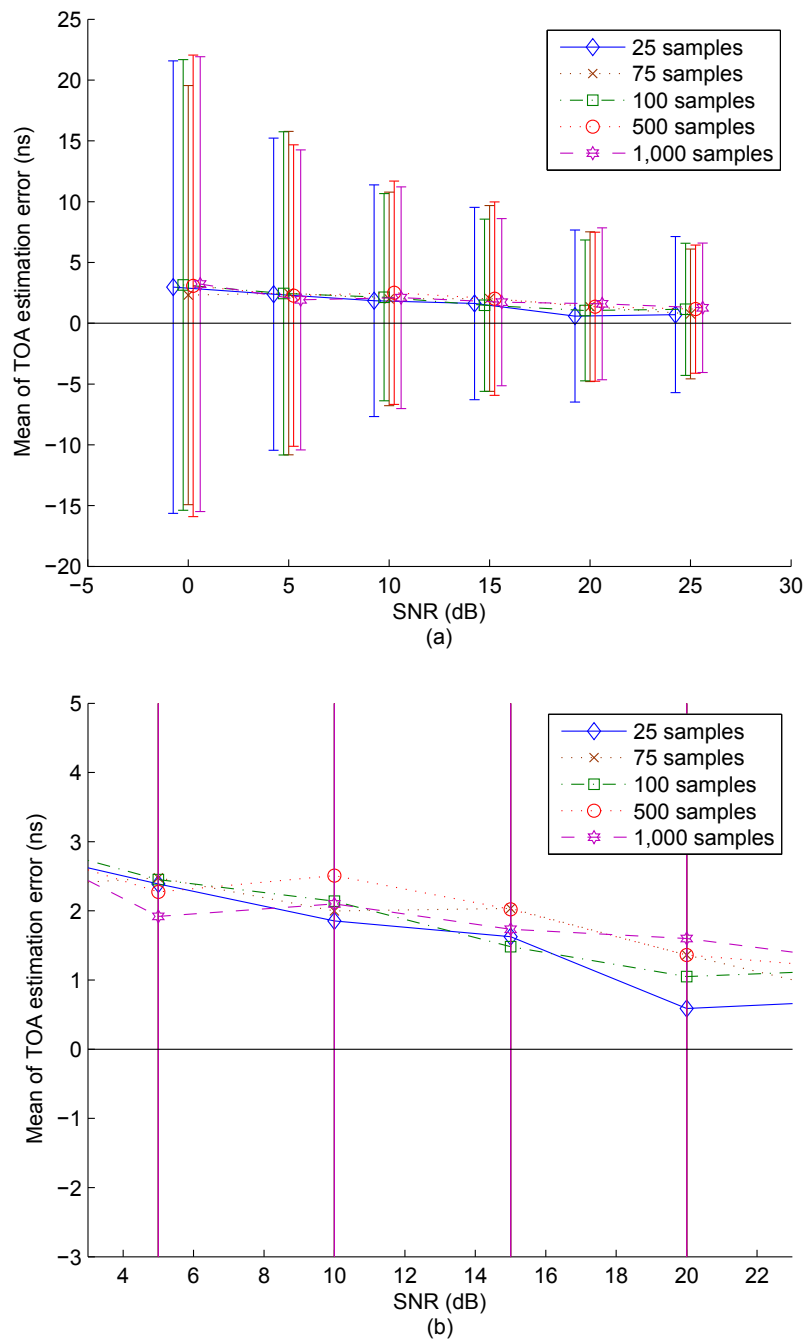 25
20
15
10
5
0
−5
−10
−15
−20
Mean of TOA estimation error (ns)
25 samples
75 samples
100 samples
500 samples
1,000 samples
−5 0 5 10 15 20 25 30
SNR (dB)
(a)
5
4
3
2
1
0
−1
−2
−3
Mean of TOA estimation error (ns)
25 samples
75 samples
100 samples
500 samples
1,000 samples
4 6 8 10 12 14 16 18 20 22
SNR (dB)
(b)